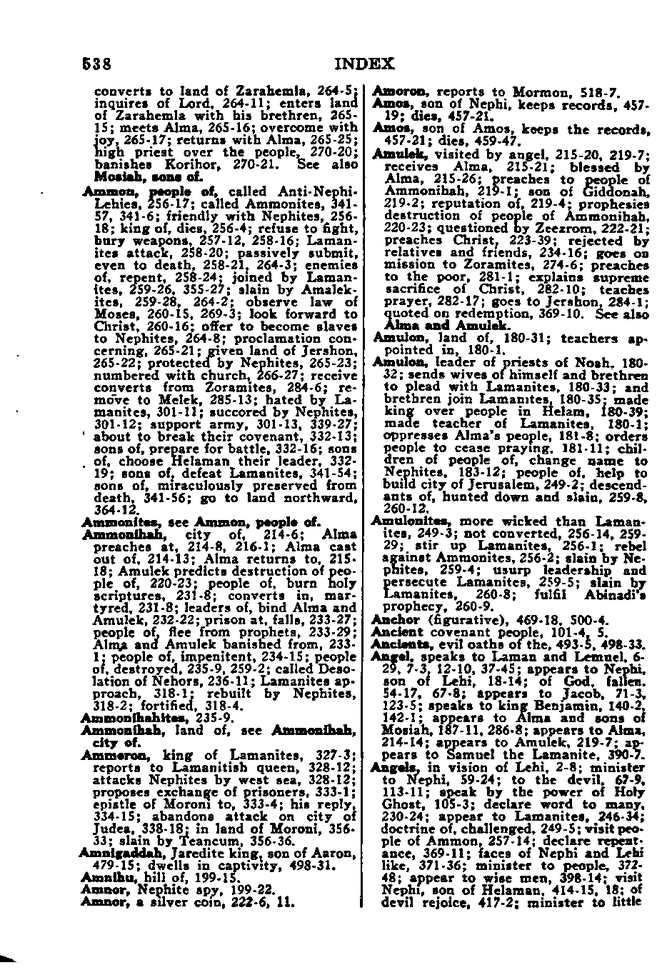 538 INDEX
converts to land of Zarahemla, 264-5;
inquires of Lord, 264-11; enters land
of Zarahemla with his brethren, 265-
15; meets Alma, 265-16; overcome with
joy, 265-17; returns with Alma, 265-25;
high priest over the people, 270-20;
banishes Korihor, 270-21. See also
Mosiah, sons of.
Ammon, people of, called Anti-Nephi-
Lehies, 256-17; called Ammonites, 341-
57, 341-6; friendly with Nephites, 256-
18; king of, dies, 256-4; refuse to fight,
bury weapons, 257-12, 258-16; Laman-
ites attack, 258-20; passively submit,
even to death, 258-21, 264-3; enemies
of, repent, 258-24; joined by Laman-
ites, 259-26, 355-27; slain by Amalek-
ites, 259-28, 264-2; observe law of
Moses, 260-15, 269-3; look forward to
Christ, 260-16; offer to become slaves
to Nephites, 264-8; proclamation con-
cerning, 265-21; given land of Jershon,
265-22; protected by Nephites, 265-23;
numbered with church, 266-27; receive
converts from Zoramites, 284-6; re-
move to Melek, 285-13; hated by La-
manites, 301-11; succored by Nephites,
301-12; support army, 301-13, 339-27;
about to break their covenant, 332-13;
sons of, prepare for battle, 332-16; sons
of, choose Helaman their leader, 332-
19; sons of, defeat Lamanites, 341-54;
sons of, miraculously preserved from
death, 341-56; go to land northward,
364-12.
Ammonites, see Ammon, people of.
Ammonihah, city of, 214-6; Alma
preaches at, 214-8, 216-1; Alma cast
out of, 214-13; Alma returns to, 215-
18; Amulek predicts destruction of peo-
ple of, 220-23; people of, burn holy
scriptures, 231-8; converts in, mar-
tyred, 231-8; leaders of, bind Alma and
Amulek, 232-22; prison at, falls, 233-27;
people of, flee from prophets, 233-29;
Alma and Amulek banished from, 233-
1; people of, impenitent, 234-15; people
of, destroyed, 235-9, 259-2; called Deso-
lation of Nehors, 236-11; Lamanites ap-
proach, 318-1; rebuilt by Nephites,
318-2; fortified, 318-4.
Ammonihahites, 235-9.
Ammonihah, land of, see Ammonihah,
city of.
Ammoron, king of Lamanites, 327-3;
reports to Lamanitish queen, 328-12;
attacks Nephites by west sea, 328-12;
proposes exchange of prisoners, 333-1;
epistle of Moroni to, 333-4; his reply,
334-15; abandons attack on city of
Judea, 338-18; in land of Moroni, 356-
33; slain by Teancum, 356-36.
Amnigaddah, Jaredite king, son of Aaron,
479-15; dwells in captivity, 498-31.
Amnihu, hill of, 199-15.
Amnor, Nephite spy, 199-22.
Amnor, a silver coin, 222-6, 11.
Amoron, reports to Mormon, 518-7.
Amos, son of Nephi, keeps records, 457-
19; dies, 457-21.
Amos, son of Amos, keeps the records,
457-21; dies, 459-47.
Amulek, visited by angel, 215-20, 219-7;
receives Alma, 215-21; blessed by
Alma, 215-26; preaches to people of
Ammonihah, 219-1; son of Giddonah,
219-2; reputation of, 219-4; prophesies
destruction of people of Ammonihah,
220-23; questioned by Zeezrom, 222-21;
preaches Christ, 223-39; rejected by
relatives and friends, 234-16; goes on
mission to Zoramites, 274-6; preaches
to the poor, 281-1; explains supreme
sacrifice of Christ, 282-10; teaches
prayer, 282-17; goes to Jershon, 284-1;
quoted on redemption, 369-10. See also
Alma and Amulek.
Amulon, land of, 180-31; teachers ap-
pointed in, 180-1.
Amulon, leader of priests of Noah, 180-
32; sends wives of himself and brethren
to plead with Lamanites, 180-33; and
brethren join Lamanites, 180-35; made
king over people in Helam, 180-39;
made teacher of Lamanites, 180-1;
oppresses Alma's people, 181-8; orders
people to cease praying, 181-11; chil-
dren of people of, change name to
Nephites, 183-12; people of, help to
build city of Jerusalem, 249-2; descend-
ants of, hunted down and slain, 259-8,
260-12.
Amulonites, more wicked than Laman-
ites, 249-3; not converted, 256-14, 259-
29; stir up Lamanites, 256-1; rebel
against Ammonites, 256-2; slain by Ne-
phites, 259-4; usurp leadership and
persecute Lamanites, 259-5; slain by
Lamanites, 260-8; fulfil Abinadi's
prophecy, 260-9.
Anchor (figurative), 469-18, 500-4.
Ancient covenant people, 101-4, 5.
Ancients, evil oaths of the, 493-5, 498-33.
Angel, speaks to Laman and Lemuel, 6-
29, 7-3, 12-10, 37-45; appears to Nephi,
son of Lehi, 18-14; of God, fallen,
54-17, 67-8; appears to Jacob, 71-3,
123-5; speaks to king Benjamin, 140-2,
142-1; appears to Alma and sons of
Mosiah, 187-11, 286-8; appears to Alma,
214-14; appears to Amulek, 219-7; ap-
pears to Samuel the Lamanite, 390-7.
Angels, in vision of Lehi, 2-8; minister
to Nephi, 59-24; to the devil, 67-9,
113-11; speak by the power of Holy
Ghost, 105-3; declare word to many,
230-24; appear to Lamanites, 246-34;
doctrine of, challenged, 249-5; visit peo-
ple of Ammon, 257-14; declare repent-
ance, 369-11; faces of Nephi and Lehi
like, 371-36; minister to people, 372-
48; appear to wise men, 398-14; visit
Nephi, son of Helaman, 414-15, 18; of
devil rejoice, 417-2; minister to little